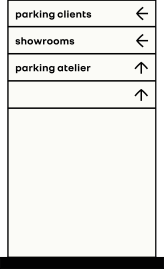 parking clients ←
showrooms ←
parking atelier ↑
↑